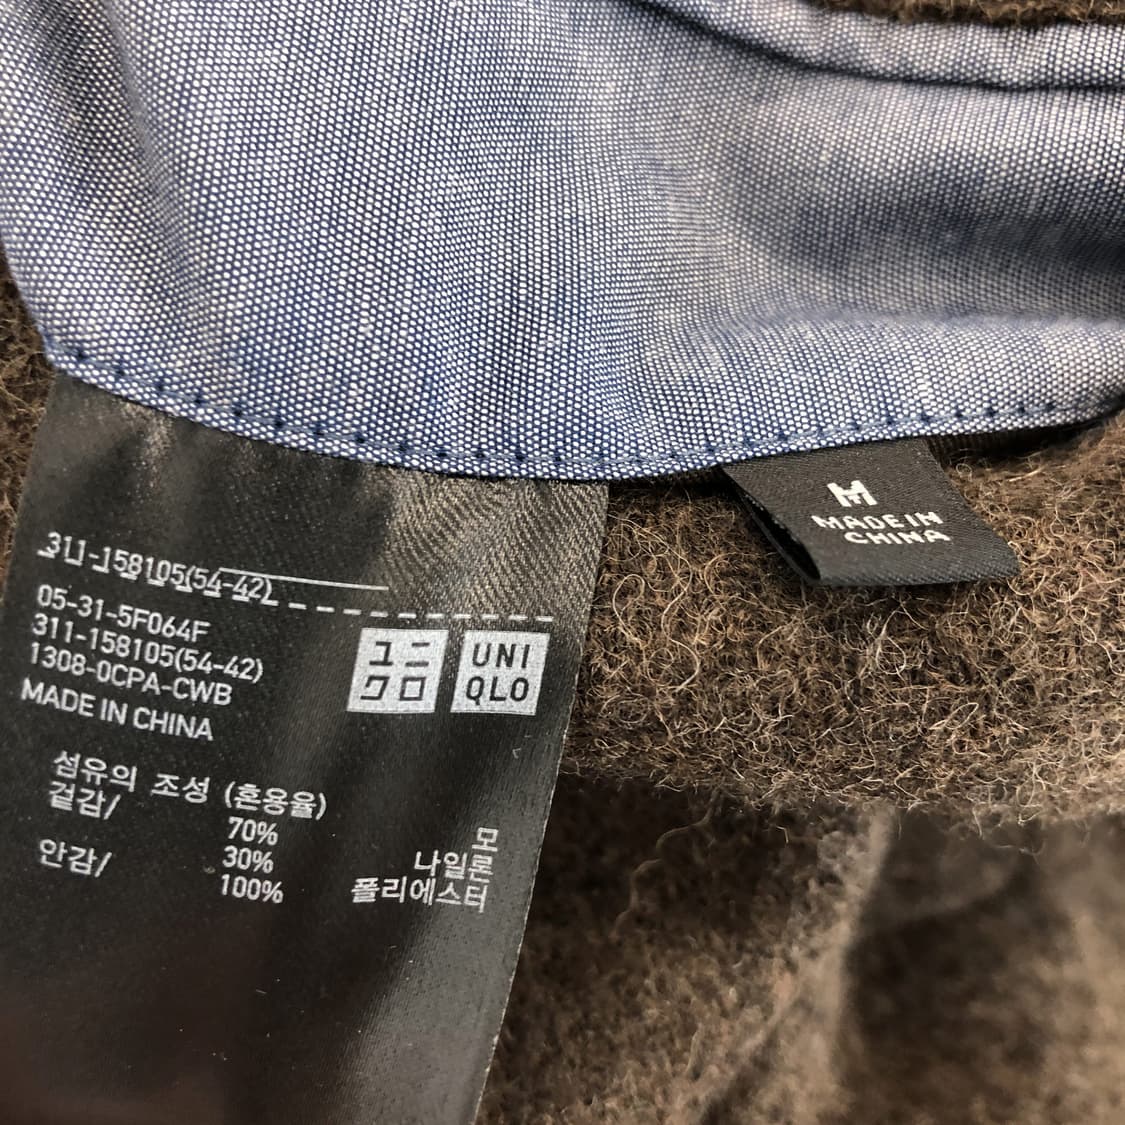 311-158105(54-42)
05-31-5F064F
311-158105(54-42)
1308-0CPA-CWB
MADE IN CHINA
ユニ
クロ
UNI
QLO
섬유의 조성 (혼용율)
겉감/
70% 모
30% 나일론
안감/ 100% 폴리에스터
M
MADE IN
CHINA